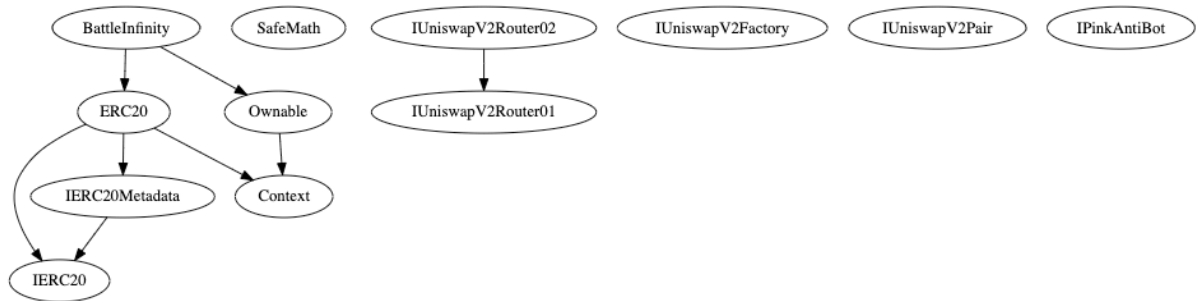 BattleInfinity SafeMath IUniswapV2Router02 IUniswapV2Factory IUniswapV2Pair IPinkAntiBot
ERC20 Ownable IUniswapV2Router01
IERC20Metadata Context
IERC20